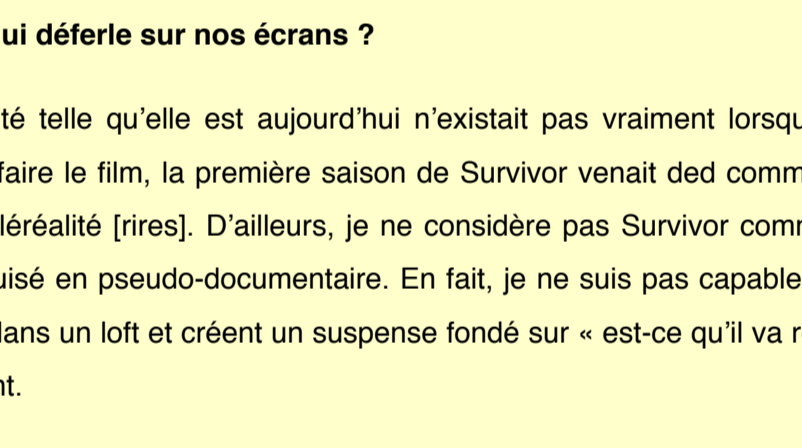 ui déferle sur nos écrans ?
té telle qu’elle est aujourd’hui n’existait pas vraiment lorsqu
faire le film, la première saison de Survivor venait ded comm
léréalité [rires]. D’ailleurs, je ne considère pas Survivor com
uisé en pseudo-documentaire. En fait, je ne suis pas capable
dans un loft et créent un suspense fondé sur « est-ce qu’il va r
nt.